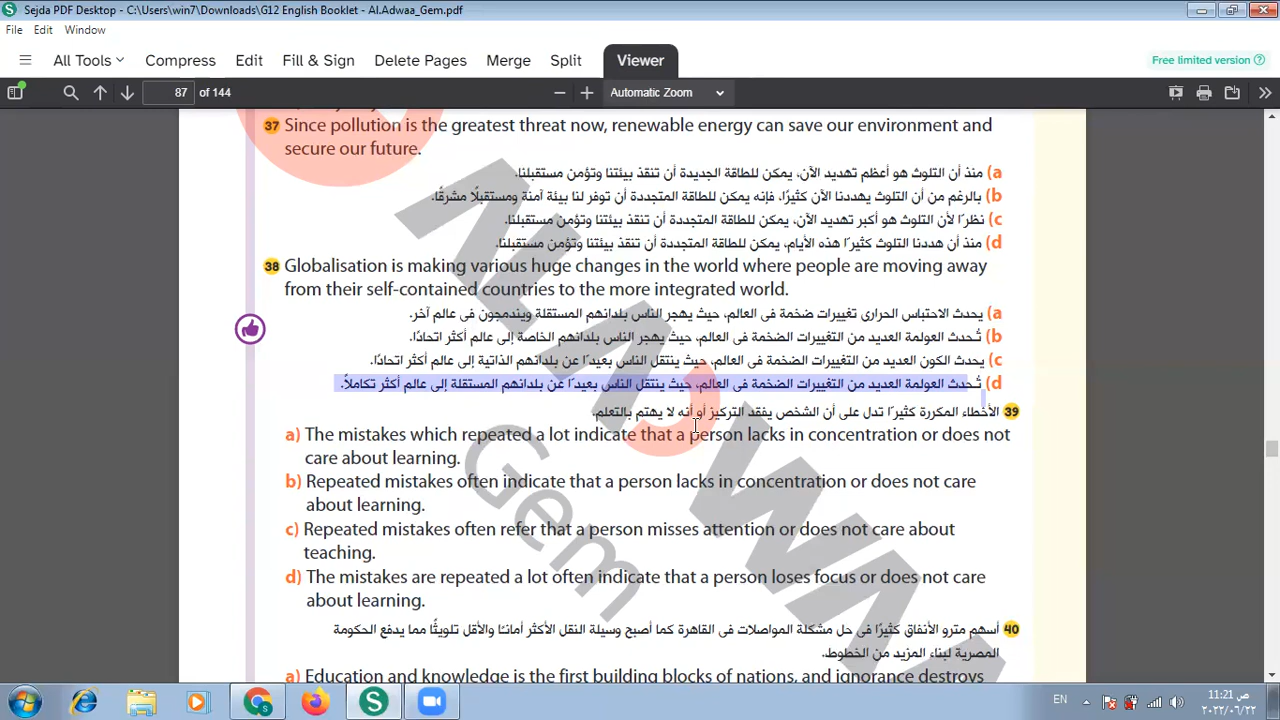 Sejda PDF Desktop - C:\Users\win7\Downloads\G12 English Booklet - Al.Adwaa_Gem.pdf
File Edit Window
All Tools Compress Edit Fill & Sign Delete Pages Merge Split Viewer Free limited version
87 of 144 Automatic Zoom
37 Since pollution is the greatest threat now, renewable energy can save our environment and
secure our future.
a) منذ أن التلوث هو أعظم تهديد الآن، يمكن للطاقة الجديدة أن تنقذ بيئتنا وتؤمن مستقبلنا.
b) بالرغم من أن التلوث يهددنا الآن كثيرًا، فإنه يمكن للطاقة المتجددة أن توفر لنا بيئة آمنة ومستقبلًا مشرقًا.
c) نظرًا لأن التلوث هو أكبر تهديد الآن، يمكن للطاقة المتجددة أن تنقذ بيئتنا وتؤمن مستقبلنا.
d) منذ أن هددنا التلوث كثيرًا هذه الأيام، يمكن للطاقة المتجددة أن تنقذ بيئتنا وتؤمن مستقبلنا.
38 Globalisation is making various huge changes in the world where people are moving away
from their self-contained countries to the more integrated world.
a) يحدث الاحتباس الحرارى تغييرات ضخمة فى العالم، حيث يهجر الناس بلدانهم المستقلة ويندمجون فى عالم آخر.
b) تُحدث العولمة العديد من التغييرات الضخمة فى العالم، حيث يهجر الناس بلدانهم الخاصة إلى عالم أكثر اتحادًا.
c) يحدث الكون العديد من التغييرات الضخمة فى العالم، حيث ينتقل الناس بعيدًا عن بلدانهم الذاتية إلى عالم أكثر اتحادًا.
d) تُحدث العولمة العديد من التغييرات الضخمة فى العالم، حيث ينتقل الناس بعيدًا عن بلدانهم المستقلة إلى عالم أكثر تكاملاً.
39 الأخطاء المكررة كثيرًا تدل على أن الشخص يفقد التركيز أو أنه لا يهتم بالتعلم.
a) The mistakes which repeated a lot indicate that a person lacks in concentration or does not
care about learning.
b) Repeated mistakes often indicate that a person lacks in concentration or does not care
about learning.
c) Repeated mistakes often refer that a person misses attention or does not care about
teaching.
d) The mistakes are repeated a lot often indicate that a person loses focus or does not care
about learning.
40 أسهم مترو الأنفاق كثيرًا فى حل مشكلة المواصلات فى القاهرة كما أصبح وسيلة النقل الأكثر أمانًا والأقل تلويثًا مما يدفع الحكومة
المصرية لبناء المزيد من الخطوط.
a) Education and knowledge is the first building blocks of nations, and ignorance destroys
AL ADWAA
Gem
EN
11:21 ص
٢٠٢٢/٠٦/٢٢